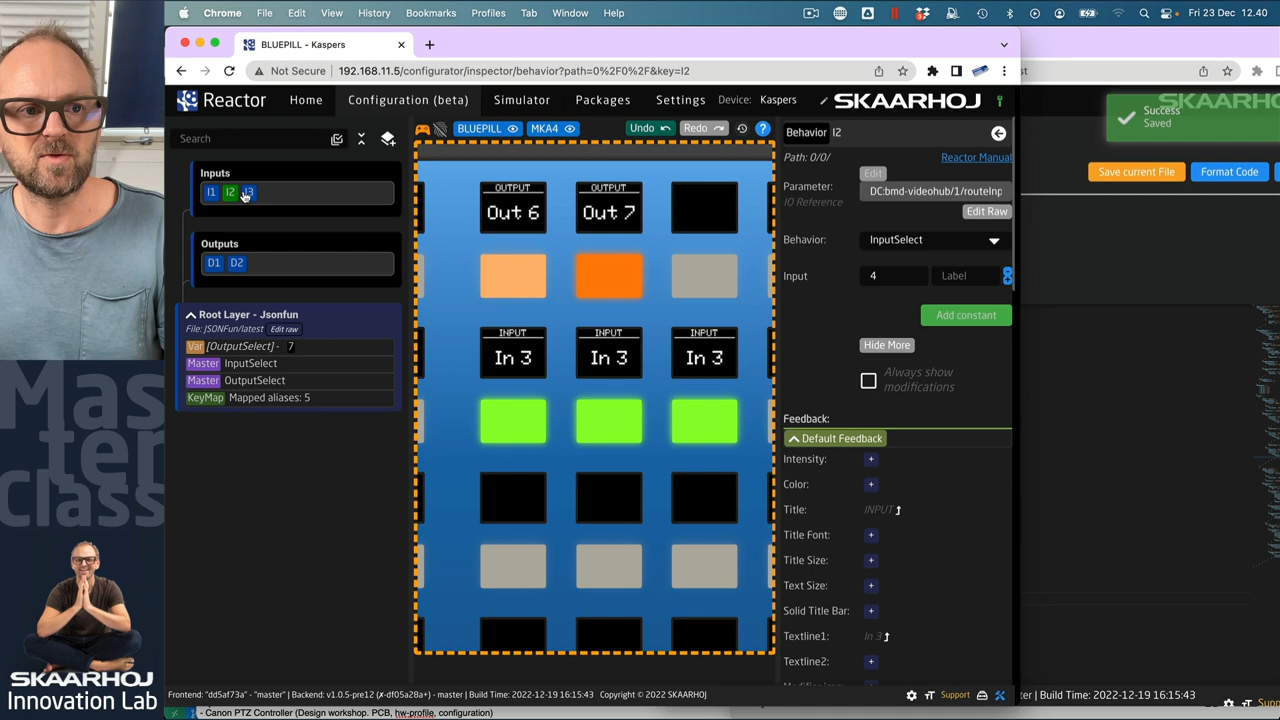 Chrome File Edit View History Bookmarks Profiles Tab Window Help
Fri 23 Dec 12.40
BLUEPILL - Kaspers
Not Secure 192.168.11.5/configurator/inspector/behavior?path=0%2F0%2F&key=I2
Reactor Home Configuration (beta) Simulator Packages Settings Device: Kaspers SKAARHOJ
Success
Saved
Save current File Format Code
Search
BLUEPILL MKA4 Undo Redo ?
Behavior I2
Path: 0/0/ Reactor Manual
Edit
Parameter:
IO Reference
DC:bmd-videohub/1/routeInp
Edit Raw
Behavior: InputSelect
Input 4 Label
Add constant
Hide More
Always show
modifications
Feedback:
Default Feedback
Intensity: +
Color: +
Title: INPUT
Title Font: +
Title Size: +
Text Size: +
Solid Title Bar: +
Textline1: In 3
Textline2: +
Inputs
I1 I2 I3
Outputs
D1 D2
Root Layer - Jsonfun
File: JSONFun/latest Edit raw
Var [OutputSelect] - 7
Master InputSelect
Master OutputSelect
KeyMap Mapped aliases: 5
OUTPUT OUTPUT
Out 6 Out 7
INPUT INPUT INPUT
In 3 In 3 In 3
Master
Class
SKAARHOJ
Innovation Lab
Frontend: "dd5af73a" - "master" | Backend: v1.0.5-pre12 (✗-df05a28a+) - master | Build Time: 2022-12-19 16:15:43 Copyright © 2022 SKAARHOJ
Support
ter | Build Time: 2022-12-19 16:15:43
- Canon PTZ Controller (Design workshop. PCB, hw-profile, configuration)